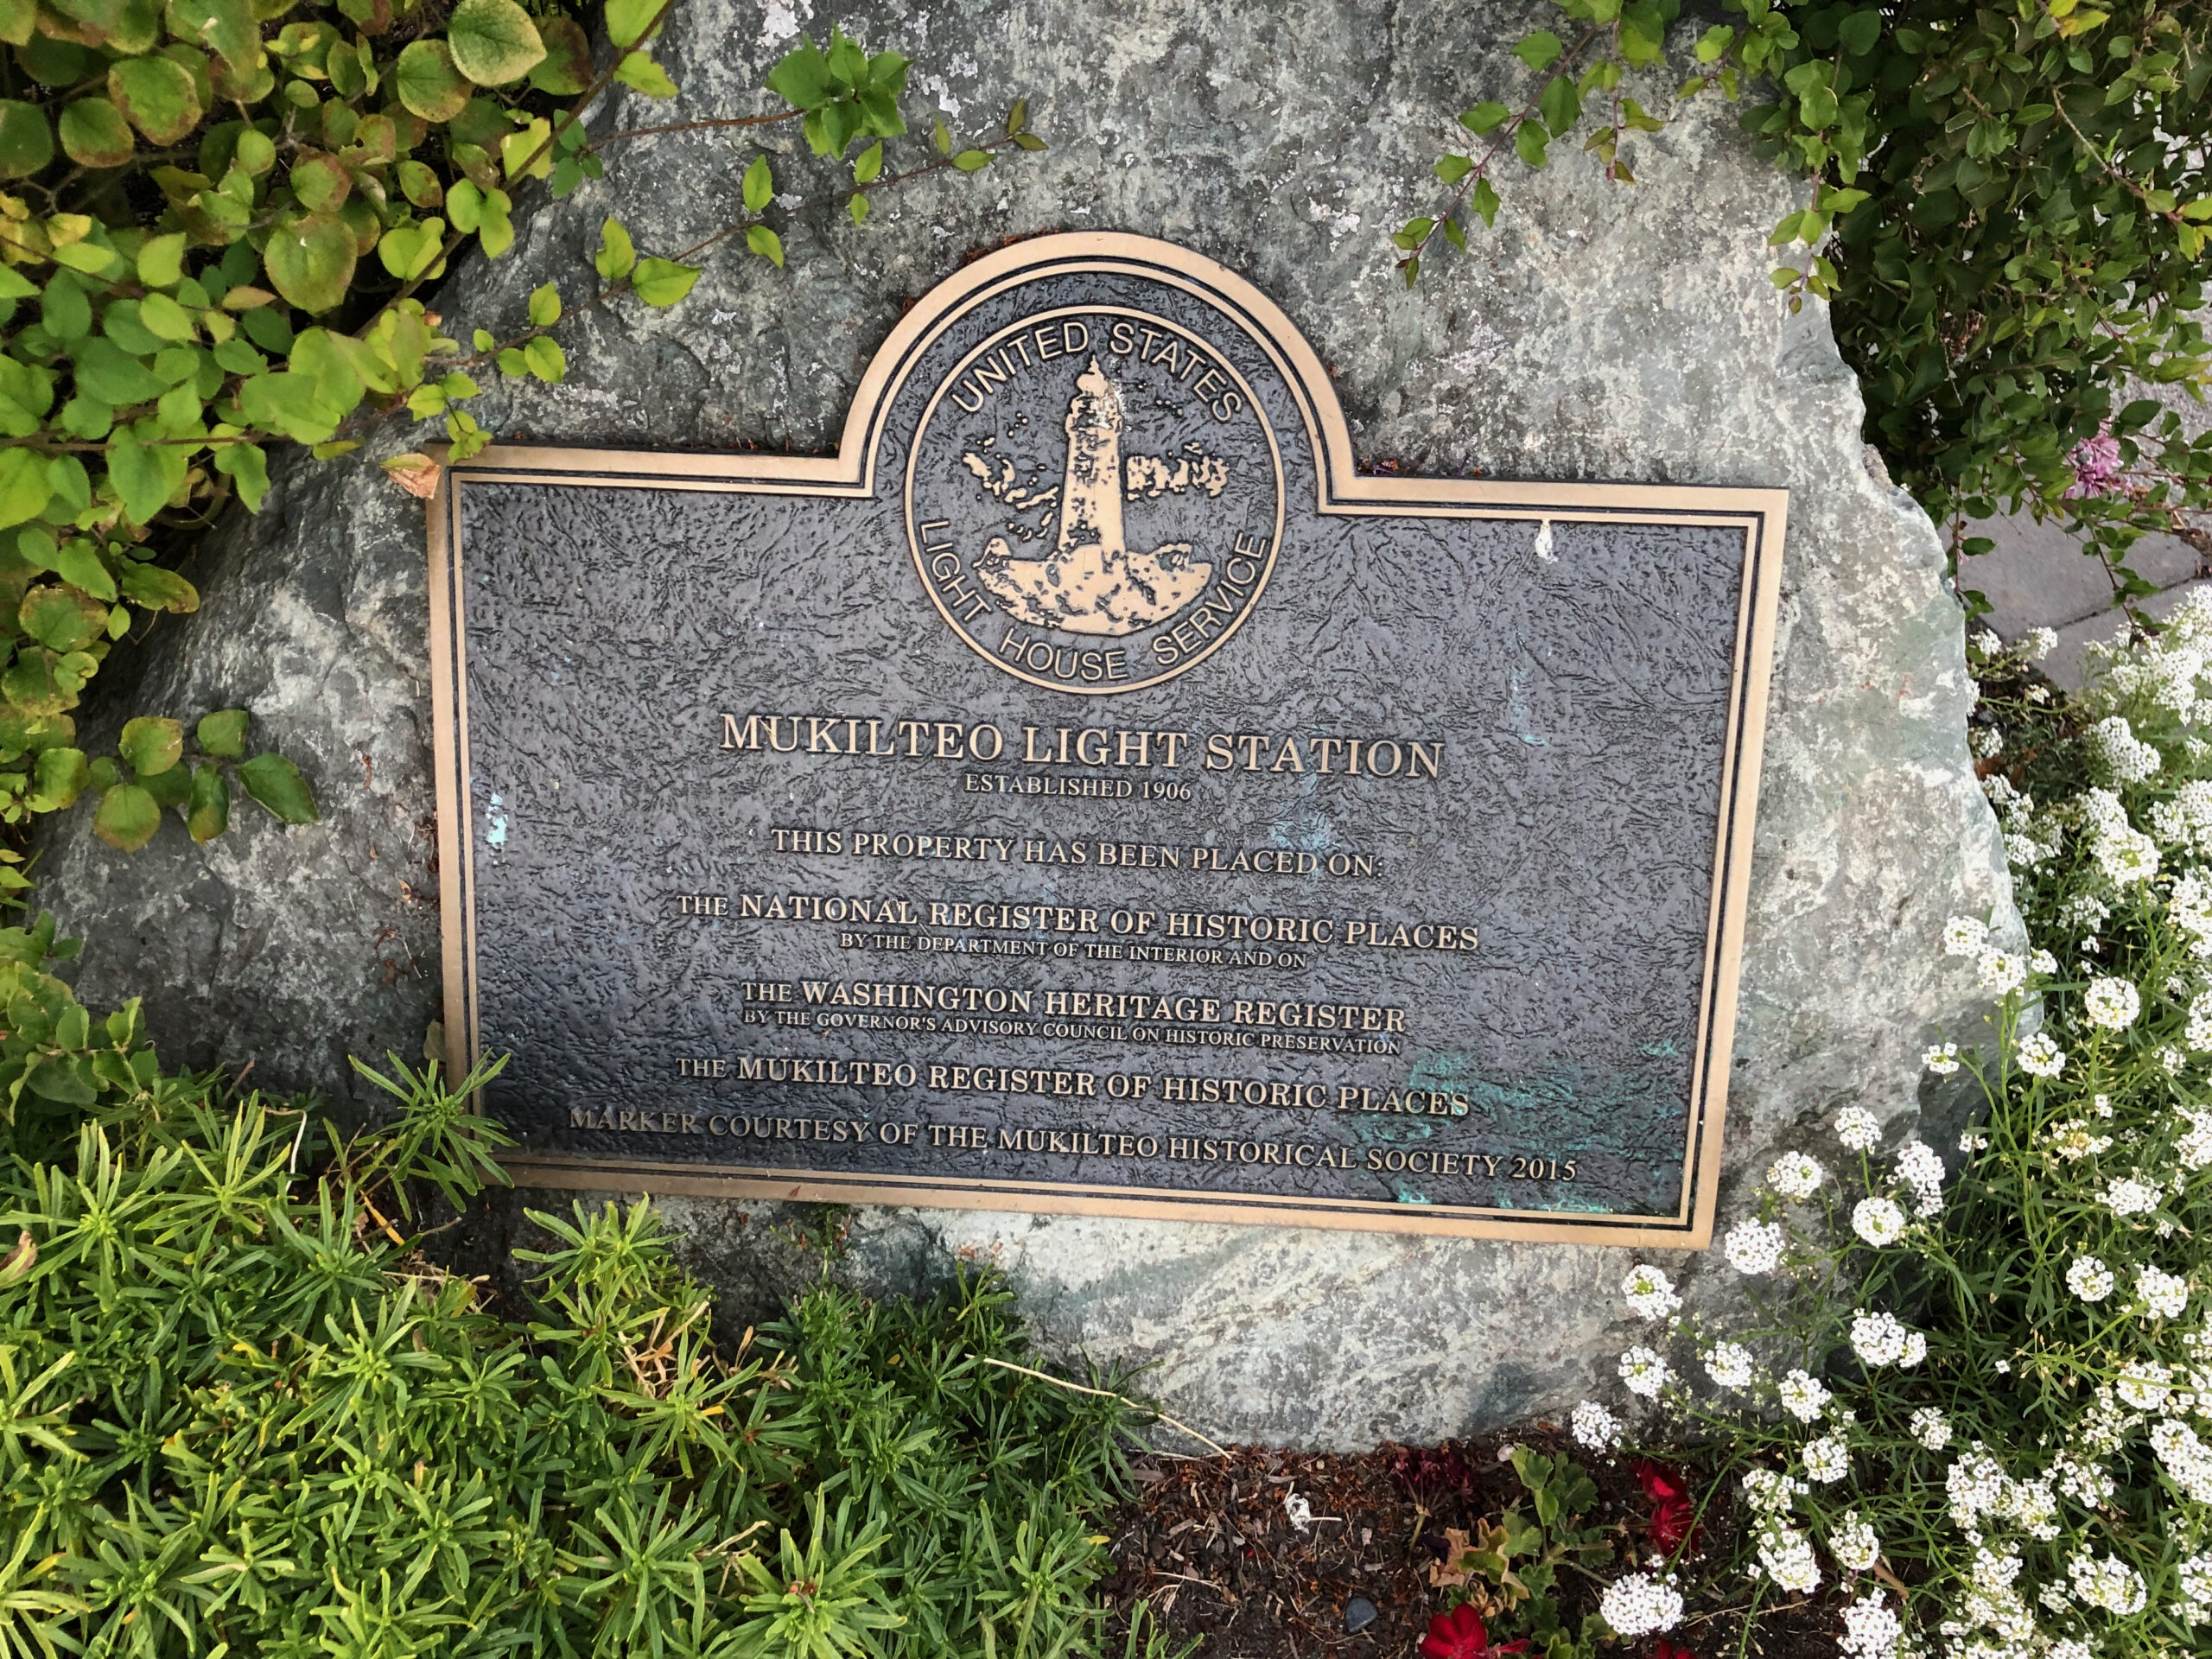 UNITED STATES
LIGHT HOUSE SERVICE
MUKILTEO LIGHT STATION
ESTABLISHED 1906
THIS PROPERTY HAS BEEN PLACED ON:
THE NATIONAL REGISTER OF HISTORIC PLACES
BY THE DEPARTMENT OF THE INTERIOR AND ON
THE WASHINGTON HERITAGE REGISTER
BY THE GOVERNOR'S ADVISORY COUNCIL ON HISTORIC PRESERVATION
THE MUKILTEO REGISTER OF HISTORIC PLACES
MARKER COURTESY OF THE MUKILTEO HISTORICAL SOCIETY 2015